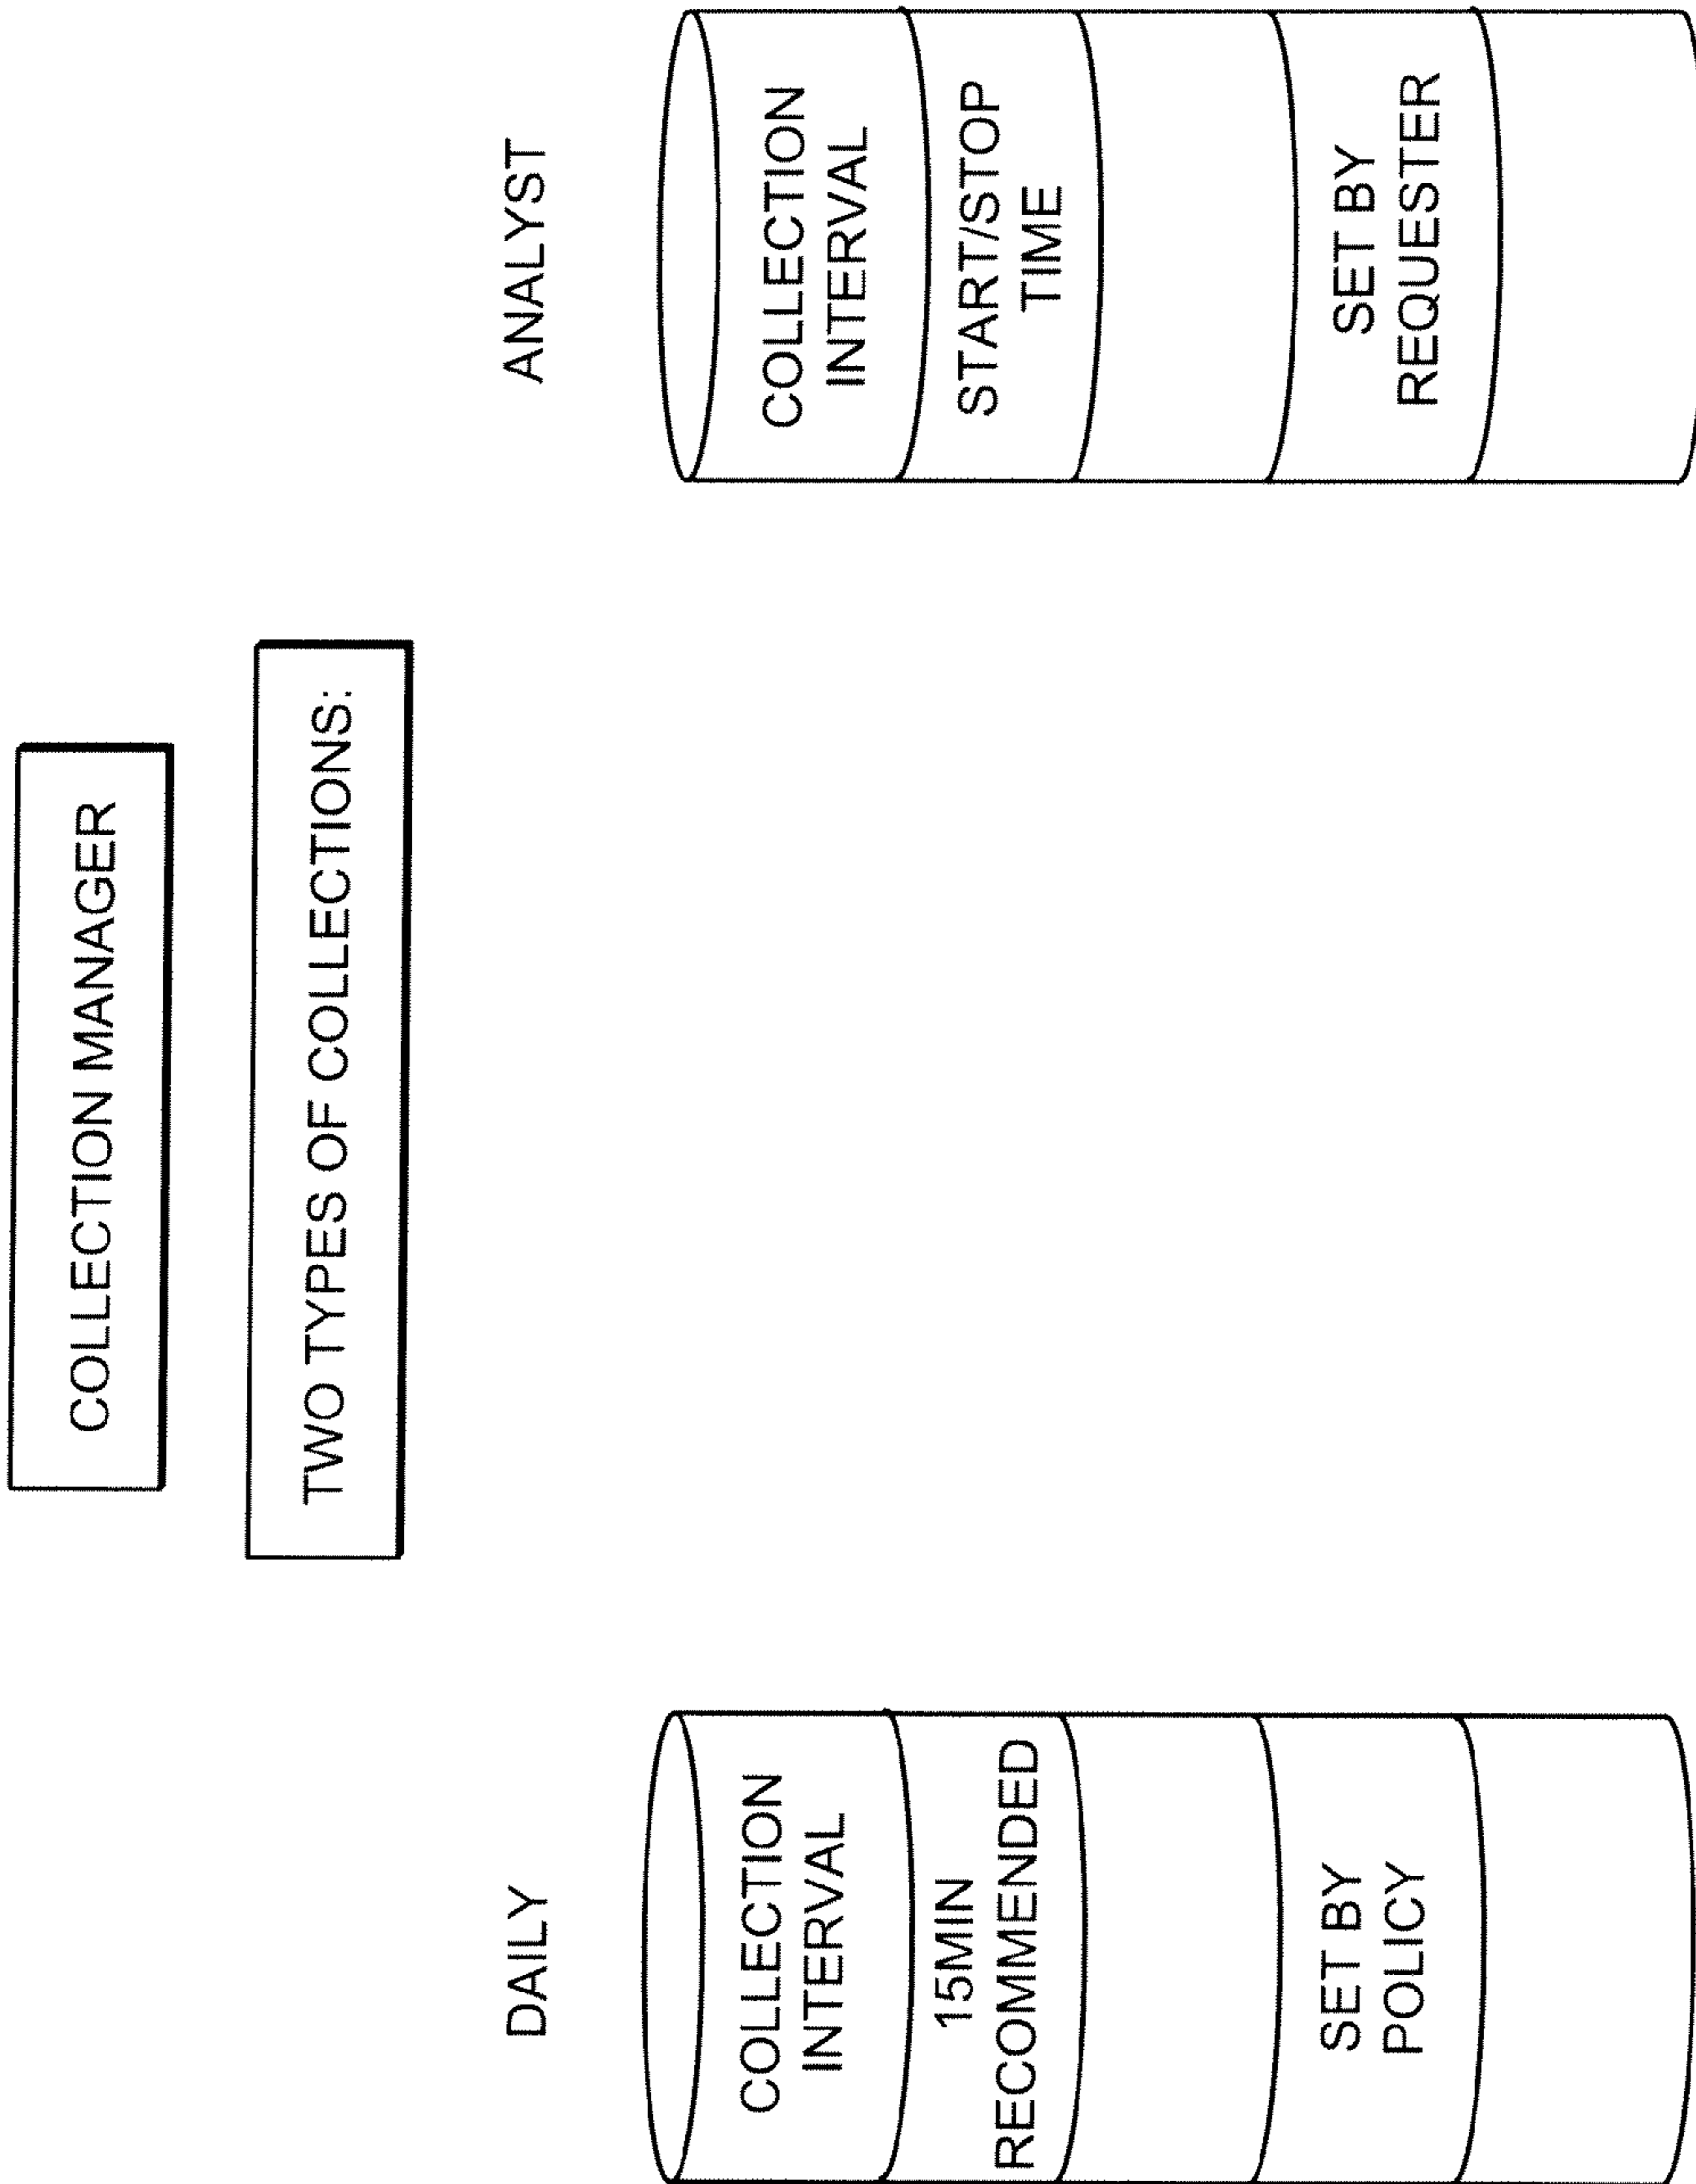 COLLECTION MANAGER
TWO TYPES OF COLLECTIONS:
DAILY
COLLECTION
INTERVAL
15MIN
RECOMMENDED
SET BY
POLICY
ANALYST
COLLECTION
INTERVAL
START/STOP
TIME
SET BY
REQUESTER